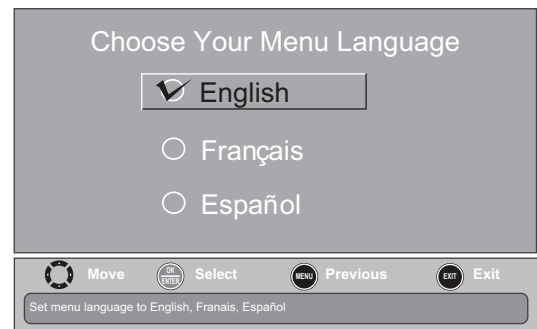 Choose Your Menu Language
English
Français
Español
Move OK ENTER Select MENU Previous EXIT Exit
Set menu language to English, Franais, Español